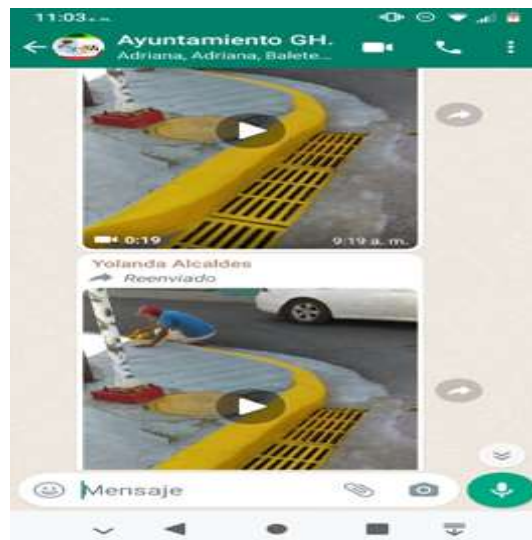 11:03 a. m.
Ayuntamiento GH.
Adriana, Adriana, Balete...
0:19
9:19 a. m.
Yolanda Alcaldes
Reenviado
Mensaje